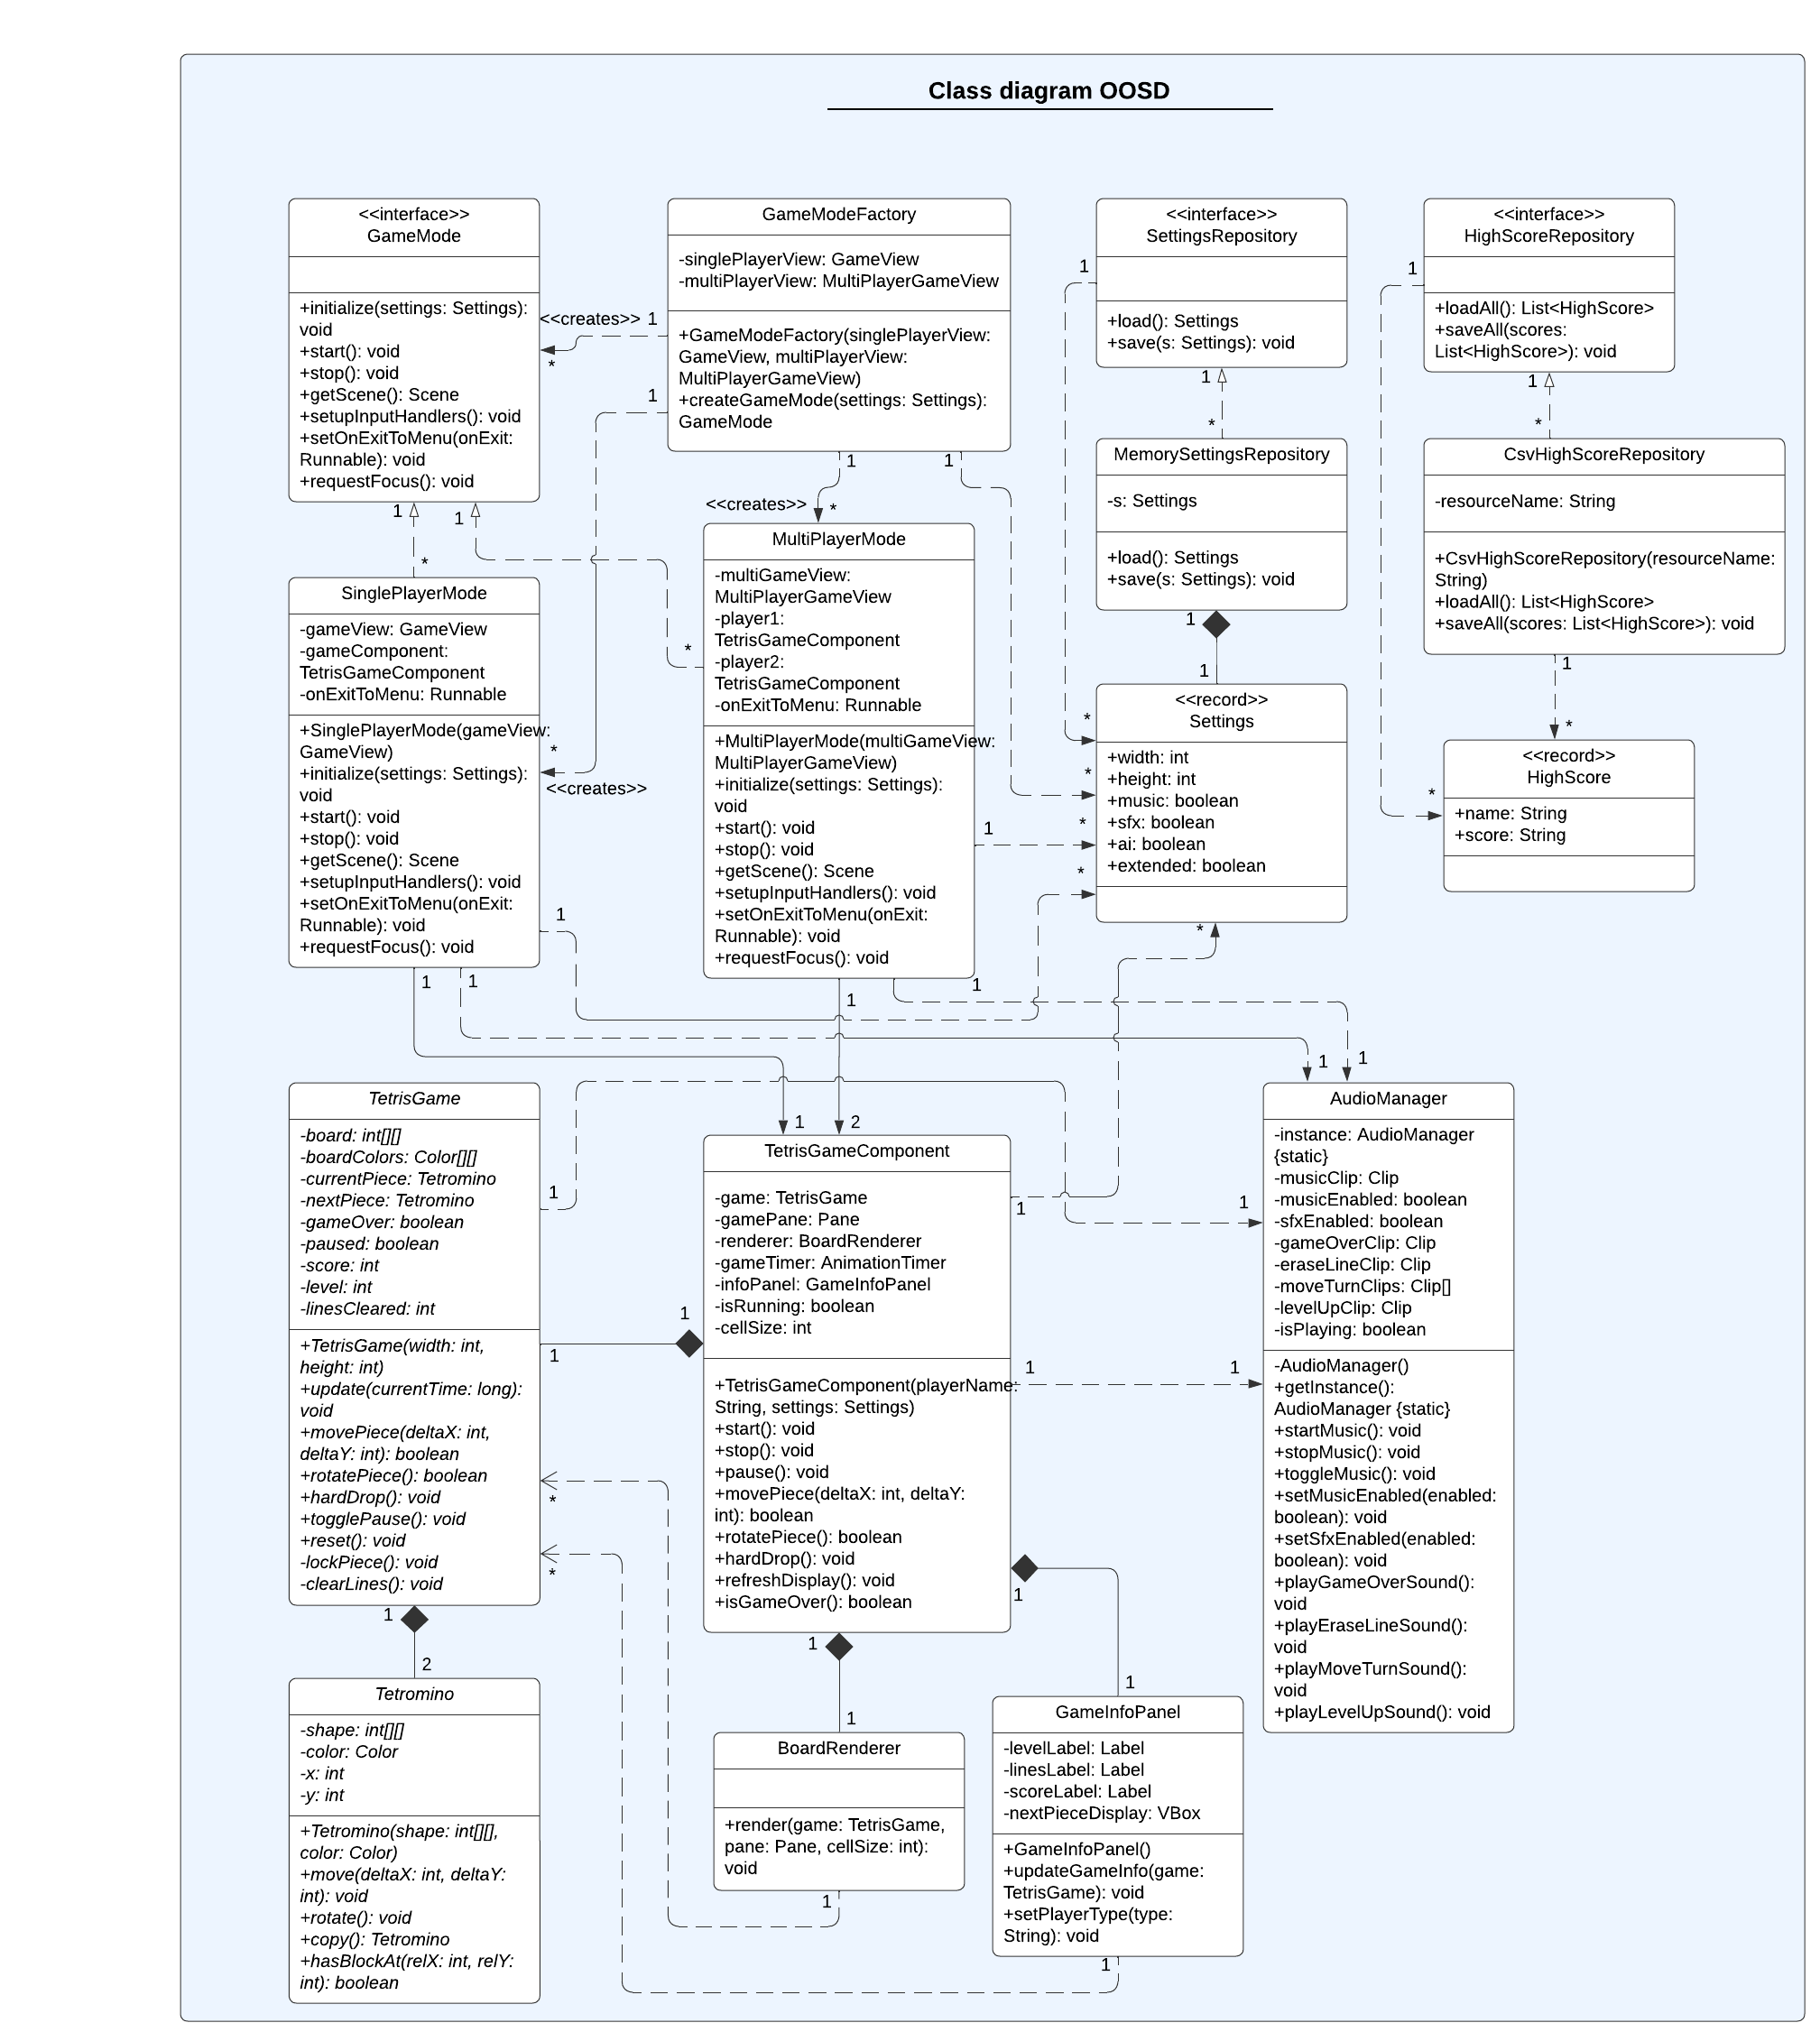 Class diagram OOSD
<<interface>>
GameMode
+initialize(settings: Settings):
void
+start(): void
+stop(): void
+getScene(): Scene
+setupInputHandlers(): void
+setOnExitToMenu(onExit:
Runnable): void
+requestFocus(): void
<<creates>>
1
*
GameModeFactory
-singlePlayerView: GameView
-multiPlayerView: MultiPlayerGameView
+GameModeFactory(singlePlayerView:
GameView, multiPlayerView:
MultiPlayerGameView)
+createGameMode(settings: Settings):
GameMode
1
1
1
<<creates>>
*
<<interface>>
SettingsRepository
+load(): Settings
+save(s: Settings): void
1
1
*
<<interface>>
HighScoreRepository
+loadAll(): List<HighScore>
+saveAll(scores:
List<HighScore>): void
1
1
*
MemorySettingsRepository
-s: Settings
+load(): Settings
+save(s: Settings): void
1
1
CsvHighScoreRepository
-resourceName: String
+CsvHighScoreRepository(resourceName:
String)
+loadAll(): List<HighScore>
+saveAll(scores: List<HighScore>): void
1
*
1
1
*
*
SinglePlayerMode
-gameView: GameView
-gameComponent:
TetrisGameComponent
-onExitToMenu: Runnable
+SinglePlayerMode(gameView:
GameView)
+initialize(settings: Settings):
void
+start(): void
+stop(): void
+getScene(): Scene
+setupInputHandlers(): void
+setOnExitToMenu(onExit:
Runnable): void
+requestFocus(): void
*
<<creates>>
1
1
1
MultiPlayerMode
-multiGameView:
MultiPlayerGameView
-player1:
TetrisGameComponent
-player2:
TetrisGameComponent
-onExitToMenu: Runnable
+MultiPlayerMode(multiGameView:
MultiPlayerGameView)
+initialize(settings: Settings):
void
+start(): void
+stop(): void
+getScene(): Scene
+setupInputHandlers(): void
+setOnExitToMenu(onExit:
Runnable): void
+requestFocus(): void
1
1
1
*
*
*
*
*
<<record>>
Settings
+width: int
+height: int
+music: boolean
+sfx: boolean
+ai: boolean
+extended: boolean
*
<<record>>
HighScore
+name: String
+score: String
TetrisGame
-board: int[][]
-boardColors: Color[][]
-currentPiece: Tetromino
-nextPiece: Tetromino
-gameOver: boolean
-paused: boolean
-score: int
-level: int
-linesCleared: int
+TetrisGame(width: int,
height: int)
+update(currentTime: long):
void
+movePiece(deltaX: int,
deltaY: int): boolean
+rotatePiece(): boolean
+hardDrop(): void
+togglePause(): void
+reset(): void
-lockPiece(): void
-clearLines(): void
1
1
1
*
*
1
2
1
2
TetrisGameComponent
-game: TetrisGame
-gamePane: Pane
-renderer: BoardRenderer
-gameTimer: AnimationTimer
-infoPanel: GameInfoPanel
-isRunning: boolean
-cellSize: int
+TetrisGameComponent(playerName:
String, settings: Settings)
+start(): void
+stop(): void
+pause(): void
+movePiece(deltaX: int, deltaY:
int): boolean
+rotatePiece(): boolean
+hardDrop(): void
+refreshDisplay(): void
+isGameOver(): boolean
1
1
1
1
1
1
1
1
1
1
AudioManager
-instance: AudioManager
{static}
-musicClip: Clip
-musicEnabled: boolean
-sfxEnabled: boolean
-gameOverClip: Clip
-eraseLineClip: Clip
-moveTurnClips: Clip[]
-levelUpClip: Clip
-isPlaying: boolean
-AudioManager()
+getInstance():
AudioManager {static}
+startMusic(): void
+stopMusic(): void
+toggleMusic(): void
+setMusicEnabled(enabled:
boolean): void
+setSfxEnabled(enabled:
boolean): void
+playGameOverSound():
void
+playEraseLineSound():
void
+playMoveTurnSound():
void
+playLevelUpSound(): void
Tetromino
-shape: int[][]
-color: Color
-x: int
-y: int
+Tetromino(shape: int[][],
color: Color)
+move(deltaX: int, deltaY:
int): void
+rotate(): void
+copy(): Tetromino
+hasBlockAt(relX: int, relY:
int): boolean
BoardRenderer
+render(game: TetrisGame,
pane: Pane, cellSize: int):
void
1
GameInfoPanel
-levelLabel: Label
-linesLabel: Label
-scoreLabel: Label
-nextPieceDisplay: VBox
+GameInfoPanel()
+updateGameInfo(game:
TetrisGame): void
+setPlayerType(type:
String): void
1